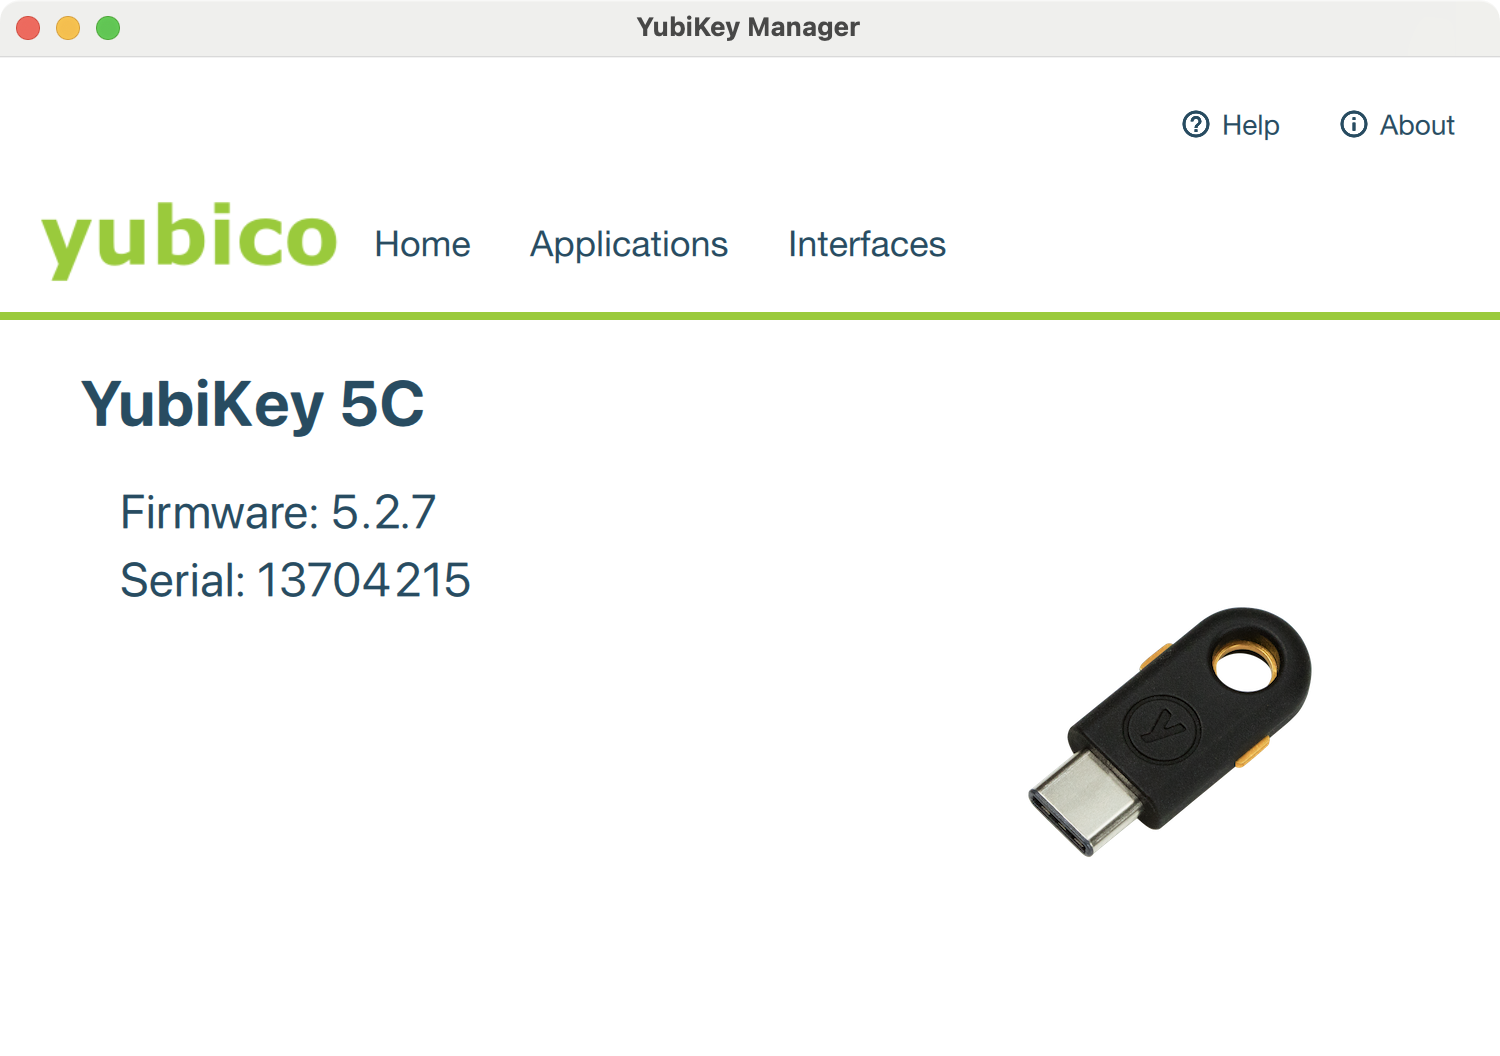 YubiKey Manager
Help About
yubico Home Applications Interfaces
YubiKey 5C
Firmware: 5.2.7
Serial: 13704215
y